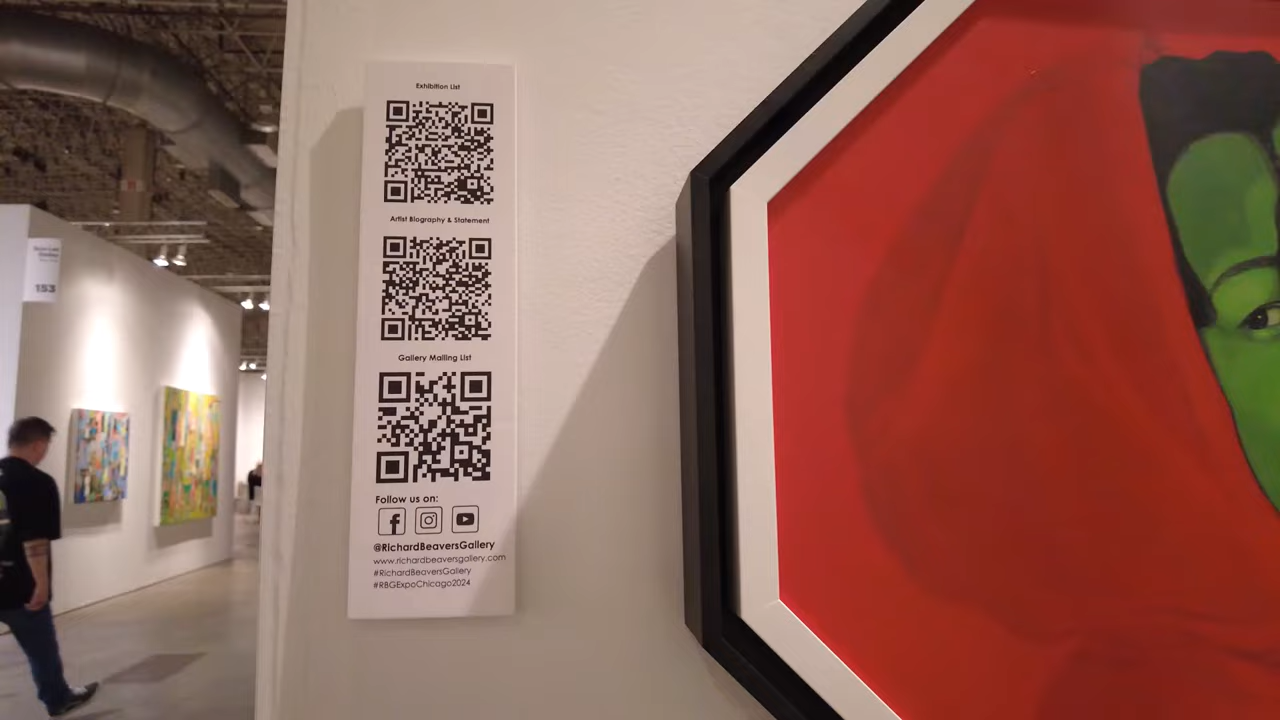 Exhibition List
Artist Biography & Statement
Gallery Mailing List
Follow us on:
@RichardBeaversGallery
www.richardbeaversgallery.com
#RichardBeaversGallery
#RBGExpoChicago2024
153